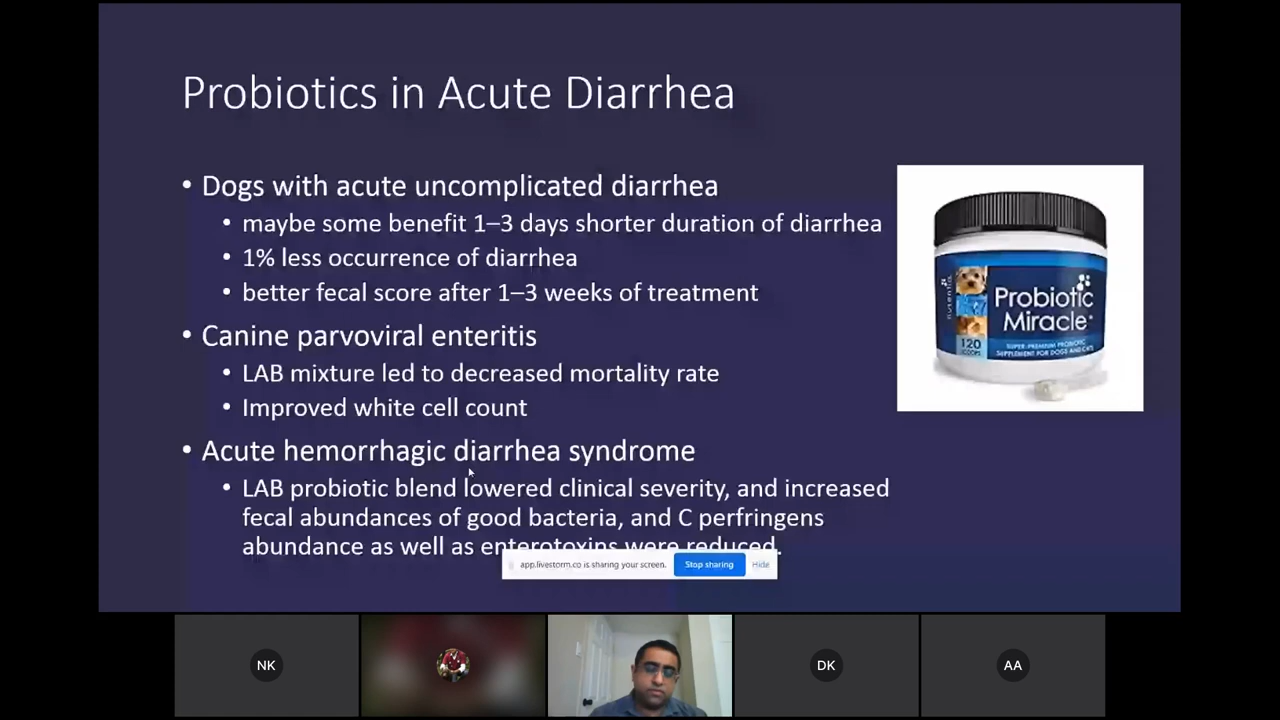 Probiotics in Acute Diarrhea
• Dogs with acute uncomplicated diarrhea
• maybe some benefit 1–3 days shorter duration of diarrhea
• 1% less occurrence of diarrhea
• better fecal score after 1–3 weeks of treatment
• Canine parvoviral enteritis
• LAB mixture led to decreased mortality rate
• Improved white cell count
• Acute hemorrhagic diarrhea syndrome
• LAB probiotic blend lowered clinical severity, and increased
fecal abundances of good bacteria, and C perfringens
abundance as well as enterotoxins were reduced.
nusentia
Probiotic
Miracle
120
SCOOPS
SUPER-PREMIUM PROBIOTIC
SUPPLEMENT FOR DOGS AND CATS
app.livestorm.co is sharing your screen.
Stop sharing
Hide
NK
DK
AA